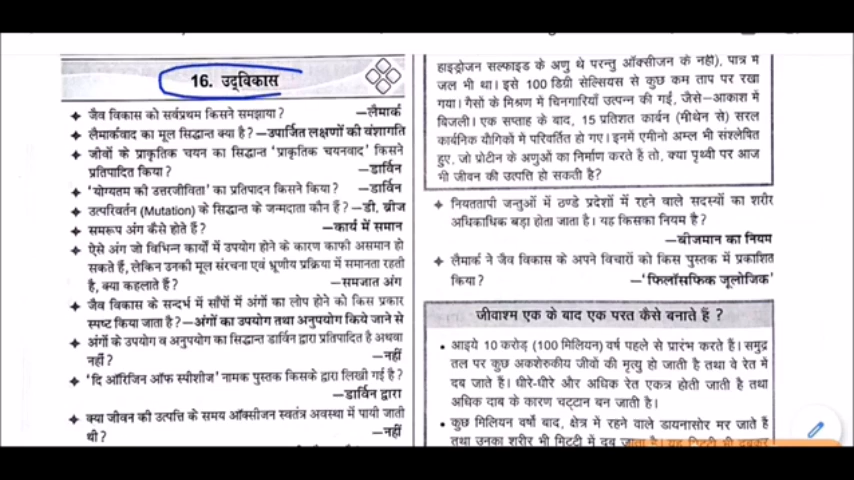 16. उद्विकास
✦ जैव विकास को सर्वप्रथम किसने समझाया? –लैमार्क
✦ लैमार्कवाद का मूल सिद्धान्त क्या है? –उपार्जित लक्षणों की वंशागति
✦ जीवों के प्राकृतिक चयन का सिद्धान्त 'प्राकृतिक चयनवाद' किसने
प्रतिपादित किया? –डार्विन
✦ 'योग्यतम की उत्तरजीविता' का प्रतिपादन किसने किया? –डार्विन
✦ उत्परिवर्तन (Mutation) के सिद्धान्त के जन्मदाता कौन हैं? –डी. व्रीज
✦ समरूप अंग कैसे होते हैं? –कार्य में समान
✦ ऐसे अंग जो विभिन्न कार्यों में उपयोग होने के कारण काफी असमान हो
सकते हैं, लेकिन उनकी मूल संरचना एवं भ्रूणीय प्रक्रिया में समानता रहती
है, क्या कहलाते हैं? –समजात अंग
✦ जैव विकास के सन्दर्भ में साँपों में अंगों का लोप होने को किस प्रकार
स्पष्ट किया जाता है? –अंगों का उपयोग तथा अनुपयोग किये जाने से
✦ अंगों के उपयोग व अनुपयोग का सिद्धान्त डार्विन द्वारा प्रतिपादित है अथवा
नहीं? –नहीं
✦ 'दि ऑरिजिन ऑफ स्पीशीज' नामक पुस्तक किसके द्वारा लिखी गई है?
–डार्विन द्वारा
✦ क्या जीवन की उत्पत्ति के समय ऑक्सीजन स्वतंत्र अवस्था में पायी जाती
थी? –नहीं
हाइड्रोजन सल्फाइड के अणु थे परन्तु ऑक्सीजन के नहीं), पात्र में
जल भी था। इसे 100 डिग्री सेल्सियस से कुछ कम ताप पर रखा
गया। गैसों के मिश्रण में चिनगारियाँ उत्पन्न की गईं, जैसे–आकाश में
बिजली। एक सप्ताह के बाद, 15 प्रतिशत कार्बन (मीथेन से) सरल
कार्बनिक यौगिकों में परिवर्तित हो गए। इनमें एमीनो अम्ल भी संश्लेषित
हुए, जो प्रोटीन के अणुओं का निर्माण करते हैं तो, क्या पृथ्वी पर आज
भी जीवन की उत्पत्ति हो सकती है?
✦ नियततापी जन्तुओं में ठण्डे प्रदेशों में रहने वाले सदस्यों का शरीर
अधिकाधिक बड़ा होता जाता है। यह किसका नियम है?
–बीजमान का नियम
✦ लैमार्क ने जैव विकास के अपने विचारों को किस पुस्तक में प्रकाशित
किया? –'फिलॉसफिक जूलोजिक'
जीवाश्म एक के बाद एक परत कैसे बनाते हैं ?
• आइये 10 करोड़ (100 मिलियन) वर्ष पहले से प्रारंभ करते हैं। समुद्र
तल पर कुछ अकशेरुकीय जीवों की मृत्यु हो जाती है तथा वे रेत में
दब जाते हैं। धीरे-धीरे और अधिक रेत एकत्र होती जाती है तथा
अधिक दाब के कारण चट्टान बन जाती है।
• कुछ मिलियन वर्षों बाद, क्षेत्र में रहने वाले डायनासोर मर जाते हैं
तथा उनका शरीर भी मिट्टी में दब जाता है। यह मिट्टी भी दबकर